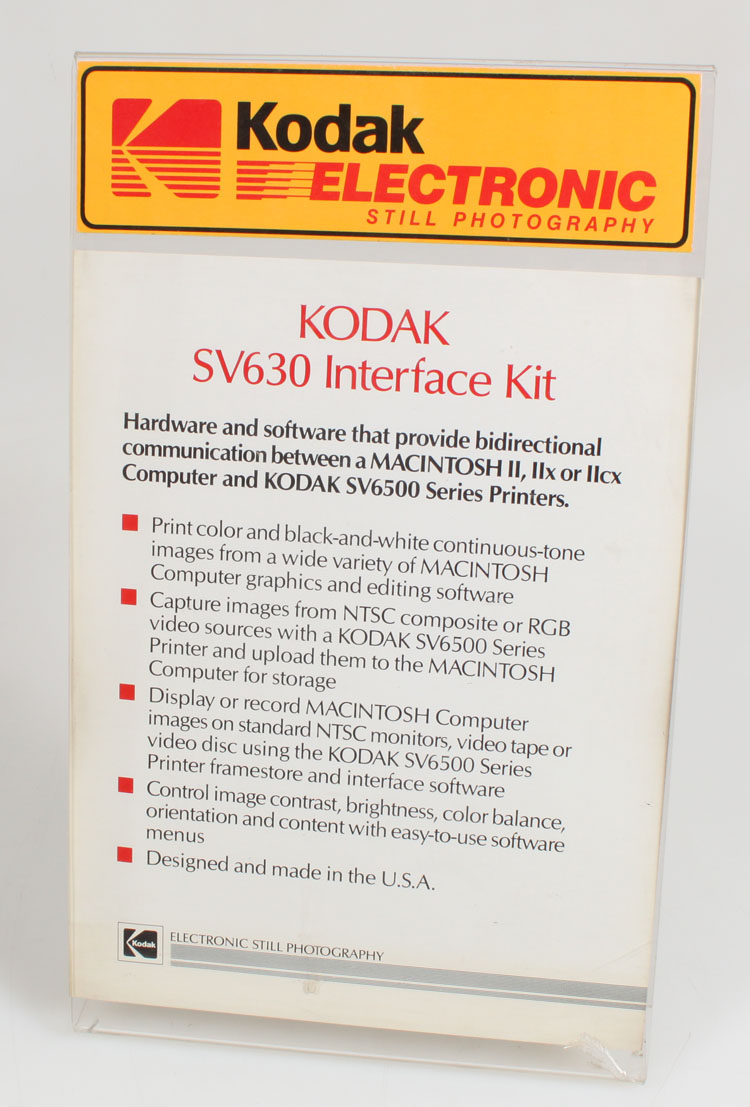 Kodak
ELECTRONIC
STILL PHOTOGRAPHY
KODAK
SV630 Interface Kit
Hardware and software that provide bidirectional
communication between a MACINTOSH II, IIx or IIcx
Computer and KODAK SV6500 Series Printers.
Print color and black-and-white continuous-tone
images from a wide variety of MACINTOSH
Computer graphics and editing software
Capture images from NTSC composite or RGB
video sources with a KODAK SV6500 Series
Printer and upload them to the MACINTOSH
Computer for storage
Display or record MACINTOSH Computer
images on standard NTSC monitors, video tape or
video disc using the KODAK SV6500 Series
Printer framestore and interface software
Control image contrast, brightness, color balance,
orientation and content with easy-to-use software
menus
Designed and made in the U.S.A.
Kodak
ELECTRONIC STILL PHOTOGRAPHY